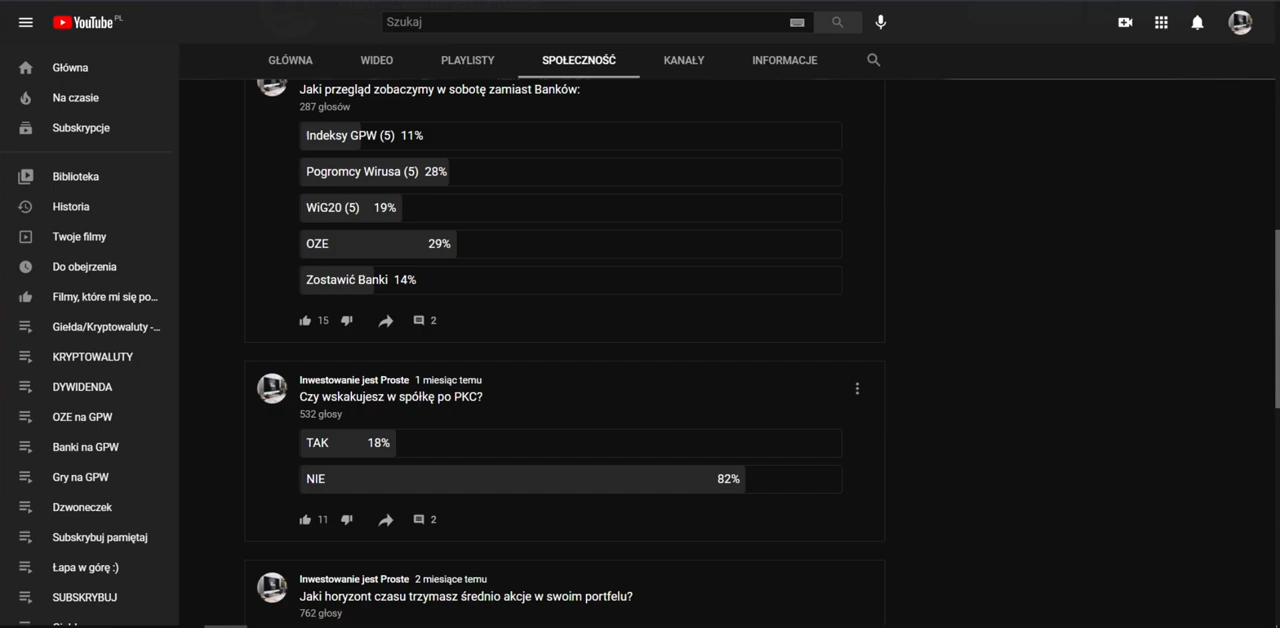 YouTube PL
Szukaj
Główna
Na czasie
Subskrypcje
Biblioteka
Historia
Twoje filmy
Do obejrzenia
Filmy, które mi się po...
Giełda/Kryptowaluty -...
KRYPTOWALUTY
DYWIDENDA
OZE na GPW
Banki na GPW
Gry na GPW
Dzwoneczek
Subskrybuj pamiętaj
Łapa w górę :)
SUBSKRYBUJ
GŁÓWNA WIDEO PLAYLISTY SPOŁECZNOŚĆ KANAŁY INFORMACJE
Jaki przegląd zobaczymy w sobotę zamiast Banków:
287 głosów
Indeksy GPW (5) 11%
Pogromcy Wirusa (5) 28%
WiG20 (5) 19%
OZE 29%
Zostawić Banki 14%
15 2
Inwestowanie jest Proste 1 miesiąc temu
Czy wskakujesz w spółkę po PKC?
532 głosy
TAK 18%
NIE 82%
11 2
Inwestowanie jest Proste 2 miesiące temu
Jaki horyzont czasu trzymasz średnio akcje w swoim portfelu?
762 głosy